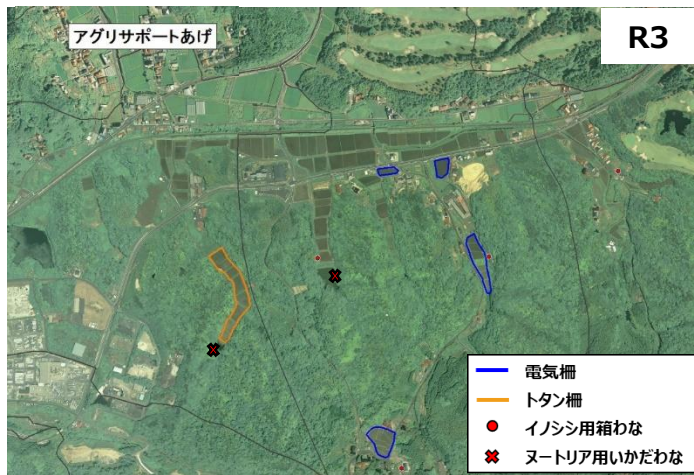 アグリサポートあげ
R3
電気柵
トタン柵
イノシシ用箱わな
ヌートリア用いかだわな